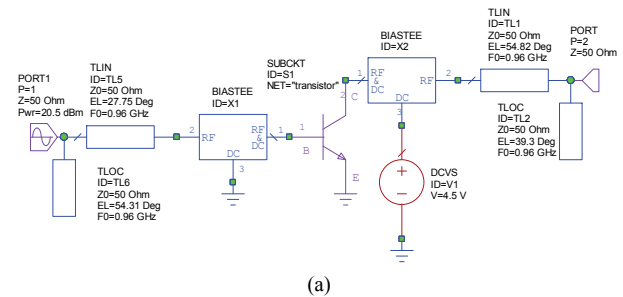 PORT1
P=1
Z=50 Ohm
Pwr=20.5 dBm
TLIN
ID=TL5
Z0=50 Ohm
EL=27.75 Deg
F0=0.96 GHz
TLOC
ID=TL6
Z0=50 Ohm
EL=54.31 Deg
F0=0.96 GHz
BIASTEE
ID=X1
2
RF
RF
&
DC
1
DC
3
SUBCKT
ID=S1
NET="transistor"
1
B
2
C
E
3
BIASTEE
ID=X2
1
RF
&
DC
RF
2
DC
3
DCVS
ID=V1
V=4.5 V
TLIN
ID=TL1
Z0=50 Ohm
EL=54.82 Deg
F0=0.96 GHz
PORT
P=2
Z=50 Ohm
TLOC
ID=TL2
Z0=50 Ohm
EL=39.3 Deg
F0=0.96 GHz
(a)